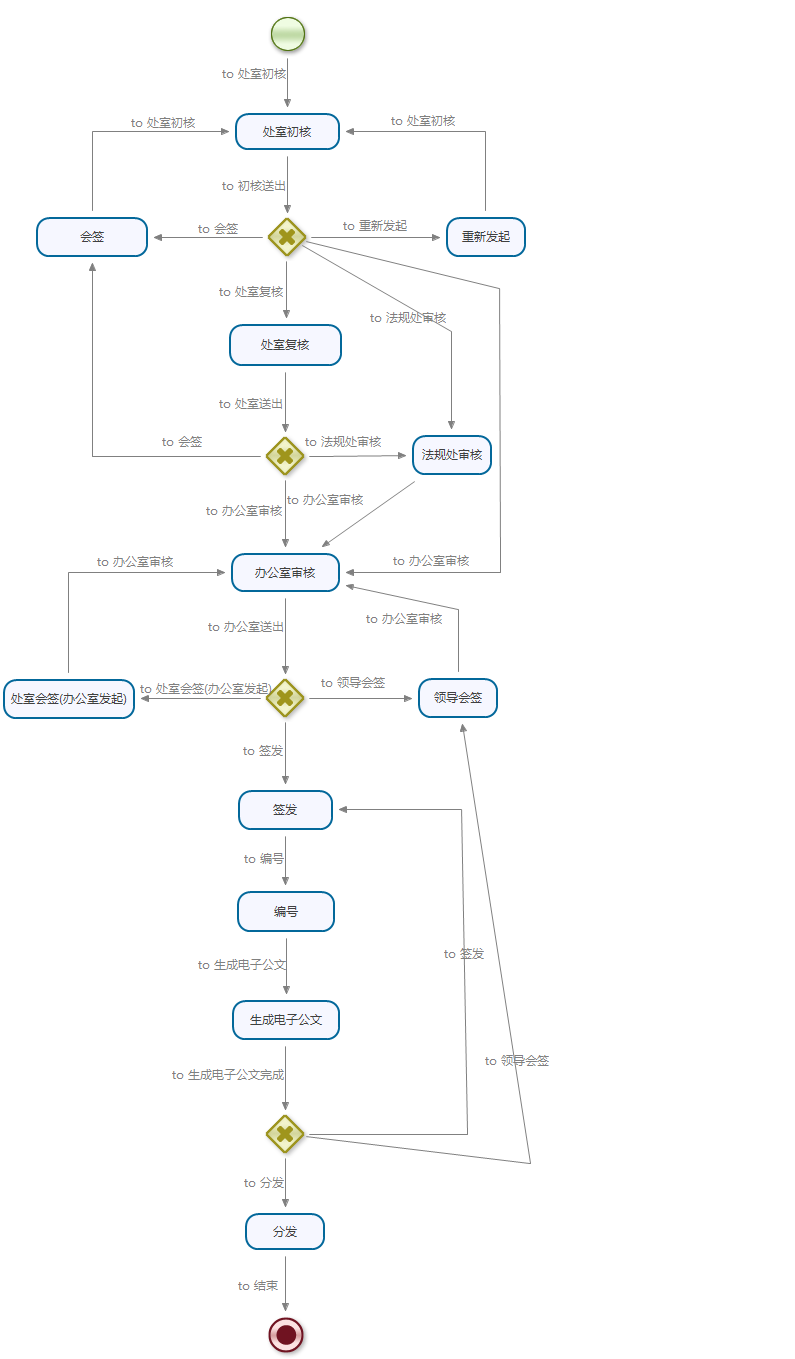 to 处室初核
to 处室初核
to 处室初核
处室初核
to 初核送出
to 会签
to 重新发起
会签
重新发起
to 处室复核
to 法规处审核
处室复核
to 处室送出
to 会签
to 法规处审核
法规处审核
to 办公室审核
to 办公室审核
to 办公室审核
to 办公室审核
办公室审核
to 办公室审核
to 办公室送出
to 处室会签(办公室发起)
to 领导会签
处室会签(办公室发起)
领导会签
to 签发
签发
to 编号
编号
to 签发
to 生成电子公文
生成电子公文
to 领导会签
to 生成电子公文完成
to 分发
分发
to 结束